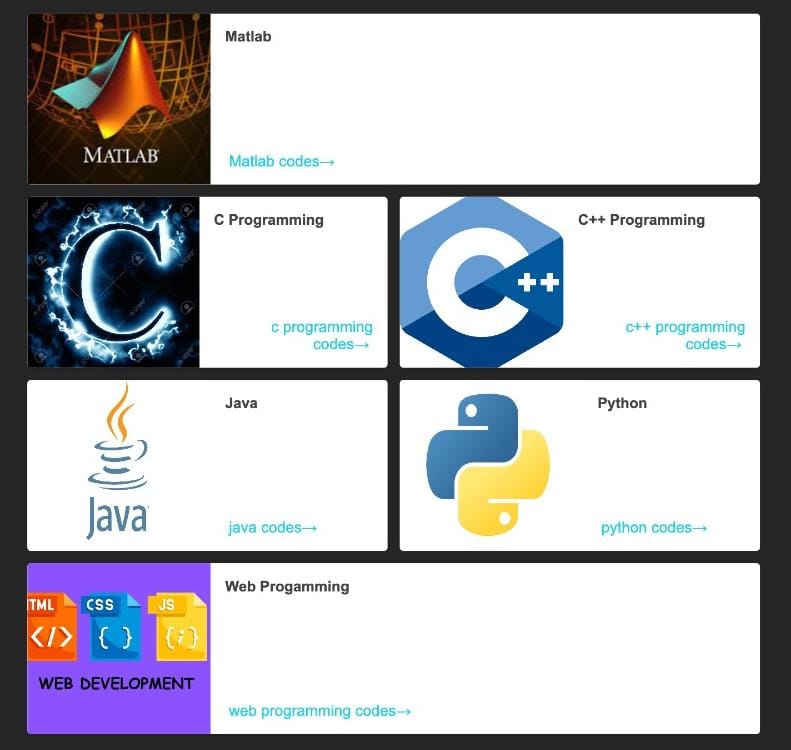 Matlab
MATLAB
Matlab codes→
C Programming
C
c programming
codes→
C++ Programming
C++
c++ programming
codes→
Java
Java
java codes→
Python
python codes→
Web Progamming
TML CSS JS
</> { } {i}
WEB DEVELOPMENT
web programming codes→